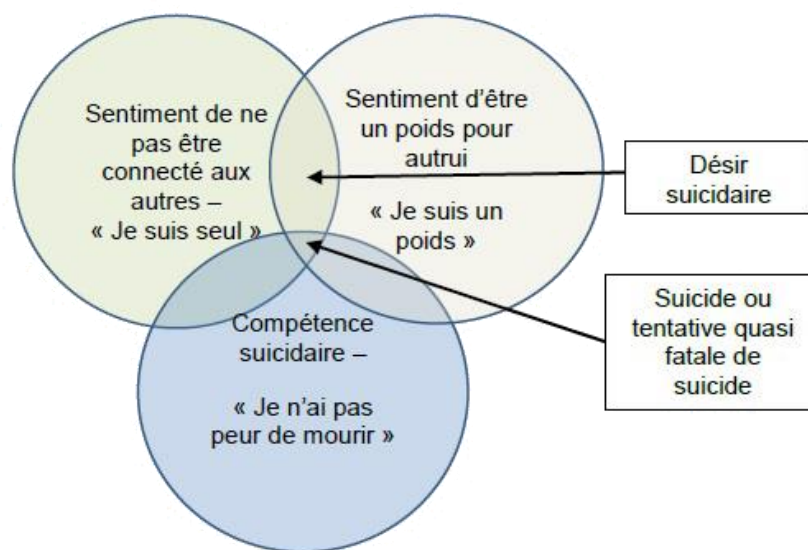 Sentiment de ne
pas être
connecté aux
autres –
« Je suis seul »
Sentiment d'être
un poids pour
autrui
« Je suis un
poids »
Désir
suicidaire
Compétence
suicidaire –
« Je n'ai pas
peur de mourir »
Suicide ou
tentative quasi
fatale de
suicide